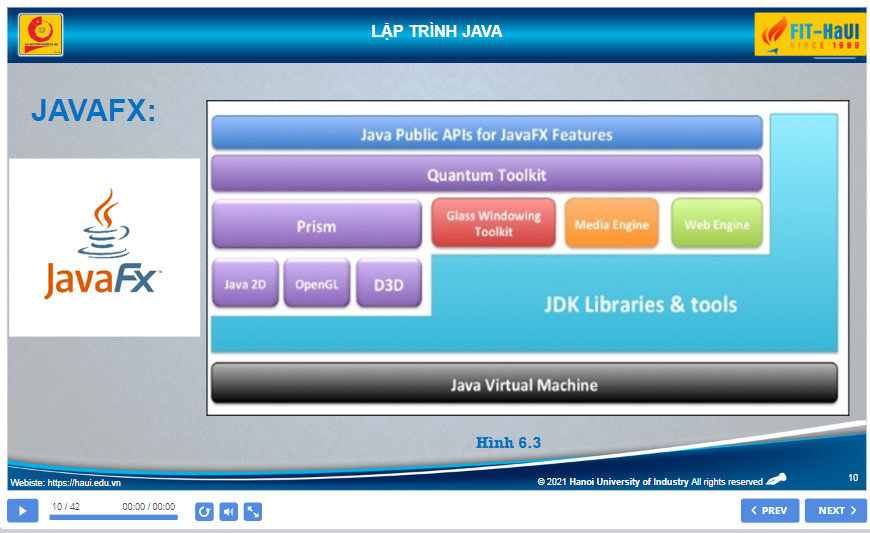 LẬP TRÌNH JAVA
FIT-HaUI
SINCE 1999
JAVAFX:
JavaFX™
Java Public APIs for JavaFX Features
Quantum Toolkit
Prism
Glass Windowing
Toolkit
Media Engine
Web Engine
Java 2D
OpenGL
D3D
JDK Libraries & tools
Java Virtual Machine
Hình 6.3
Webiste: https://haui.edu.vn
© 2021 Hanoi University of Industry All rights reserved
10
10 / 42
00:00 / 00:00
PREV
NEXT